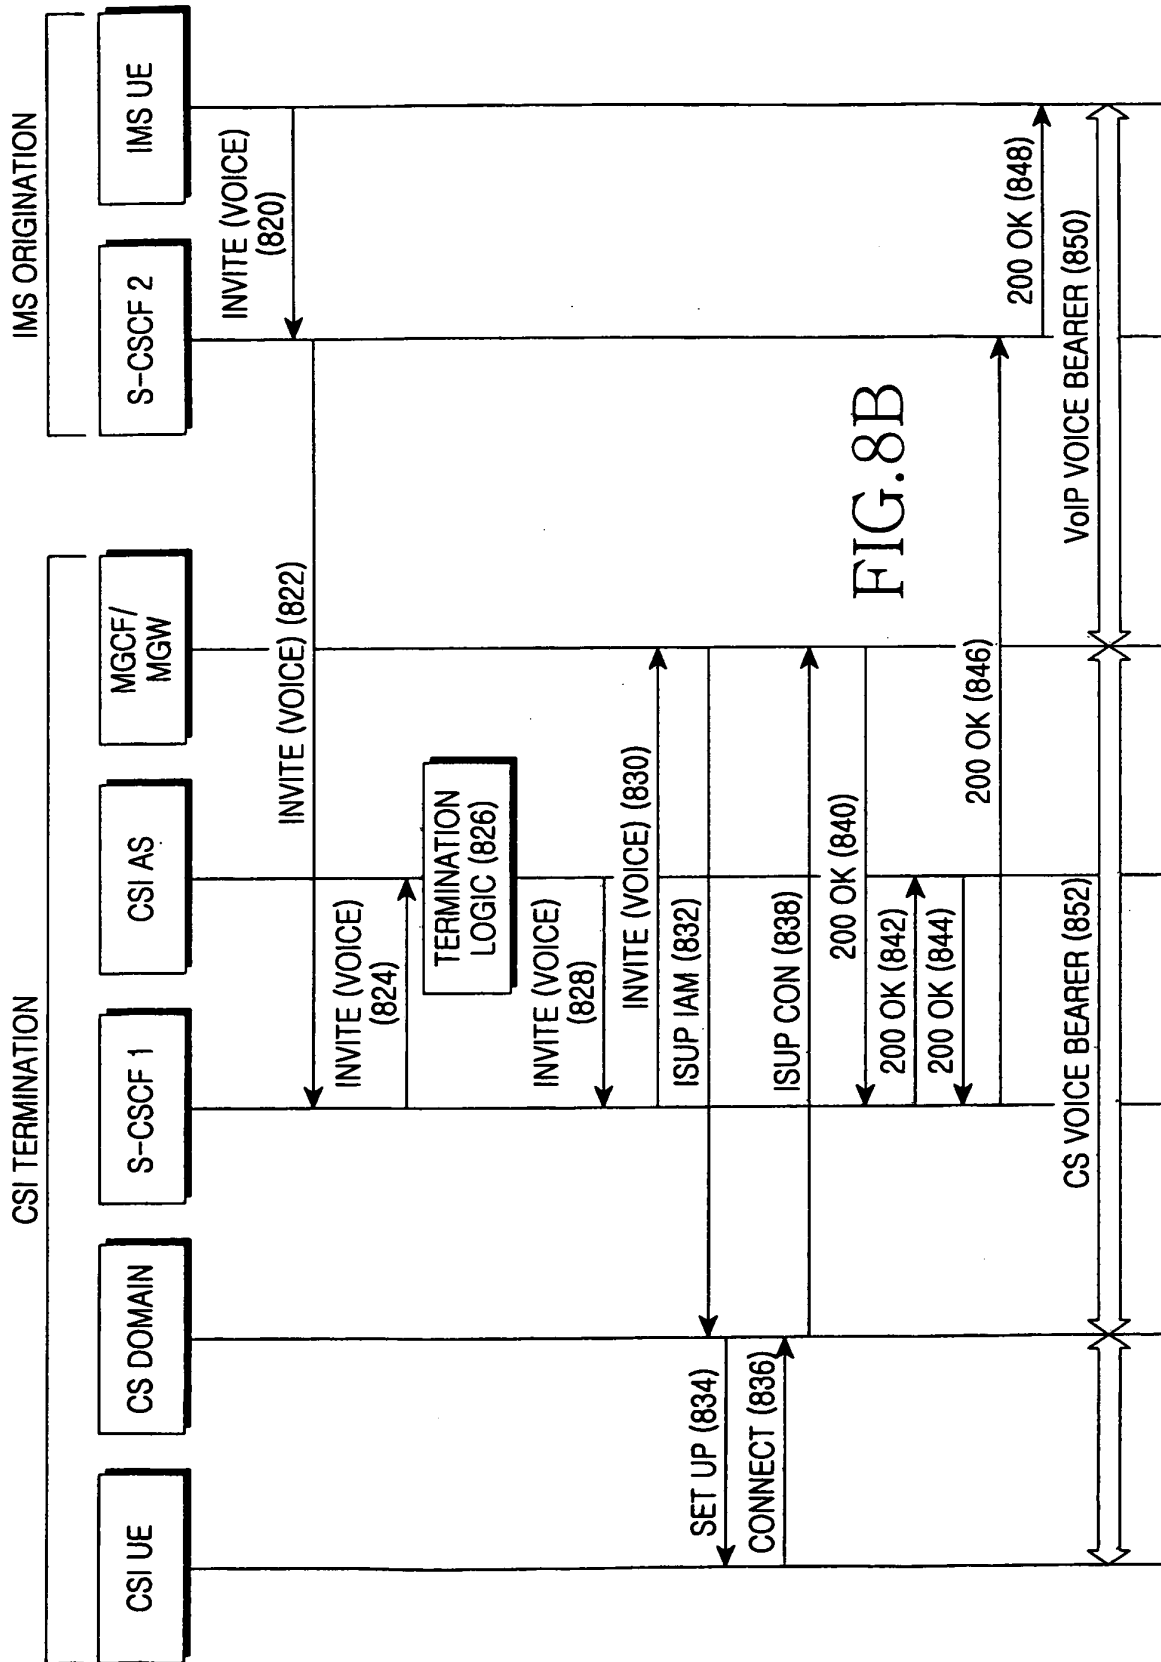 CSI TERMINATION
IMS ORIGINATION
CSI UE
CS DOMAIN
S-CSCF 1
CSI AS
MGCF/
MGW
S-CSCF 2
IMS UE
INVITE (VOICE)
(820)
INVITE (VOICE) (822)
INVITE (VOICE)
(824)
TERMINATION
LOGIC (826)
INVITE (VOICE)
(828)
INVITE (VOICE) (830)
ISUP IAM (832)
SET UP (834)
CONNECT (836)
ISUP CON (838)
200 OK (840)
200 OK (842)
200 OK (844)
200 OK (846)
200 OK (848)
VoIP VOICE BEARER (850)
CS VOICE BEARER (852)
FIG.8B